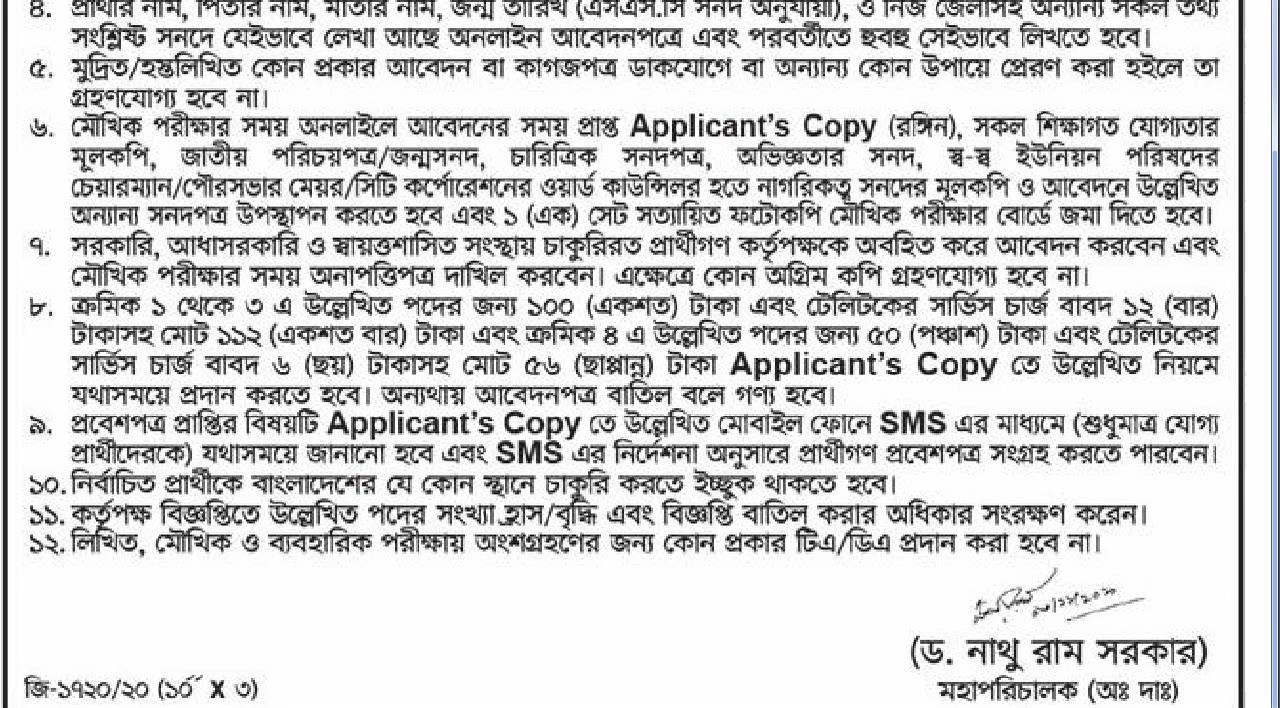 ৪. প্রার্থীর নাম, পিতার নাম, মাতার নাম, জন্ম তারিখ (এসএস.সি সনদ অনুযায়ী), ও নিজ জেলাসহ অন্যান্য সকল তথ্য
সংশ্লিষ্ট সনদে যেইভাবে লেখা আছে অনলাইন আবেদনপত্রে এবং পরবর্তীতে হুবহু সেইভাবে লিখতে হবে।
৫. মুদ্রিত/হস্তলিখিত কোন প্রকার আবেদন বা কাগজপত্র ডাকযোগে বা অন্যান্য কোন উপায়ে প্রেরণ করা হইলে তা
গ্রহণযোগ্য হবে না।
৬. মৌখিক পরীক্ষার সময় অনলাইলে আবেদনের সময় প্রাপ্ত Applicant's Copy (রঙ্গিন), সকল শিক্ষাগত যোগ্যতার
মূলকপি, জাতীয় পরিচয়পত্র/জন্মসনদ, চারিত্রিক সনদপত্র, অভিজ্ঞতার সনদ, স্ব-স্ব ইউনিয়ন পরিষদের
চেয়ারম্যান/পৌরসভার মেয়র/সিটি কর্পোরেশনের ওয়ার্ড কাউন্সিলর হতে নাগরিকত্ব সনদের মূলকপি ও আবেদনে উল্লেখিত
অন্যান্য সনদপত্র উপস্থাপন করতে হবে এবং ১ (এক) সেট সত্যায়িত ফটোকপি মৌখিক পরীক্ষার বোর্ডে জমা দিতে হবে।
৭. সরকারি, আধাসরকারি ও স্বায়ত্তশাসিত সংস্থায় চাকুরিরত প্রার্থীগণ কর্তৃপক্ষকে অবহিত করে আবেদন করবেন এবং
মৌখিক পরীক্ষার সময় অনাপত্তিপত্র দাখিল করবেন। এক্ষেত্রে কোন অগ্রিম কপি গ্রহণযোগ্য হবে না।
৮. ক্রমিক ১ থেকে ৩ এ উল্লেখিত পদের জন্য ১০০ (একশত) টাকা এবং টেলিটকের সার্ভিস চার্জ বাবদ ১২ (বার)
টাকাসহ মোট ১১২ (একশত বার) টাকা এবং ক্রমিক ৪ এ উল্লেখিত পদের জন্য ৫০ (পঞ্চাশ) টাকা এবং টেলিটকের
সার্ভিস চার্জ বাবদ ৬ (ছয়) টাকাসহ মোট ৫৬ (ছাপ্পান্ন) টাকা Applicant's Copy তে উল্লেখিত নিয়মে
যথাসময়ে প্রদান করতে হবে। অন্যথায় আবেদনপত্র বাতিল বলে গণ্য হবে।
৯. প্রবেশপত্র প্রাপ্তির বিষয়টি Applicant's Copy তে উল্লেখিত মোবাইল ফোনে SMS এর মাধ্যমে (শুধুমাত্র যোগ্য
প্রার্থীদেরকে) যথাসময়ে জানানো হবে এবং SMS এর নির্দেশনা অনুসারে প্রার্থীগণ প্রবেশপত্র সংগ্রহ করতে পারবেন।
১০. নির্বাচিত প্রার্থীকে বাংলাদেশের যে কোন স্থানে চাকুরি করতে ইচ্ছুক থাকতে হবে।
১১. কর্তৃপক্ষ বিজ্ঞপ্তিতে উল্লেখিত পদের সংখ্যা হ্রাস/বৃদ্ধি এবং বিজ্ঞপ্তি বাতিল করার অধিকার সংরক্ষণ করেন।
১২. লিখিত, মৌখিক ও ব্যবহারিক পরীক্ষায় অংশগ্রহণের জন্য কোন প্রকার টিএ/ডিএ প্রদান করা হবে না।
(ড. নাথু রাম সরকার)
জি-১৭২০/২০ (১০˝ X ৩)
মহাপরিচালক (অঃ দাঃ)